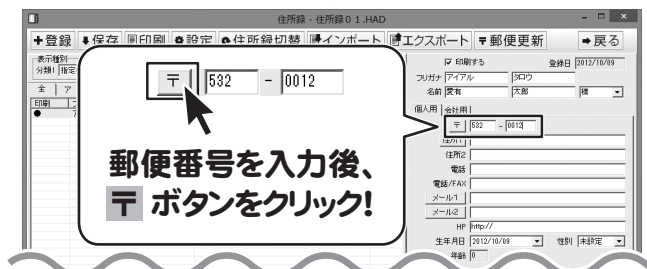 住所録 - 住所録０１.HAD
+登録 保存 印刷 設定 住所録切替 インポート エクスポート 〒郵便更新 戻る
表示種別
分類1 指定
全 ア
印刷
〒 532 - 0012
郵便番号を入力後、
〒 ボタンをクリック!
印刷する 登録日 2012/10/09
フリガナ アイアル タロウ
名前 愛有 太郎 様
個人用 会社用
〒 532 - 0012
住所1
住所2
電話
電話/FAX
メール1
メール2
HP http://
生年月日 2012/10/09 性別 未設定
年齢 0